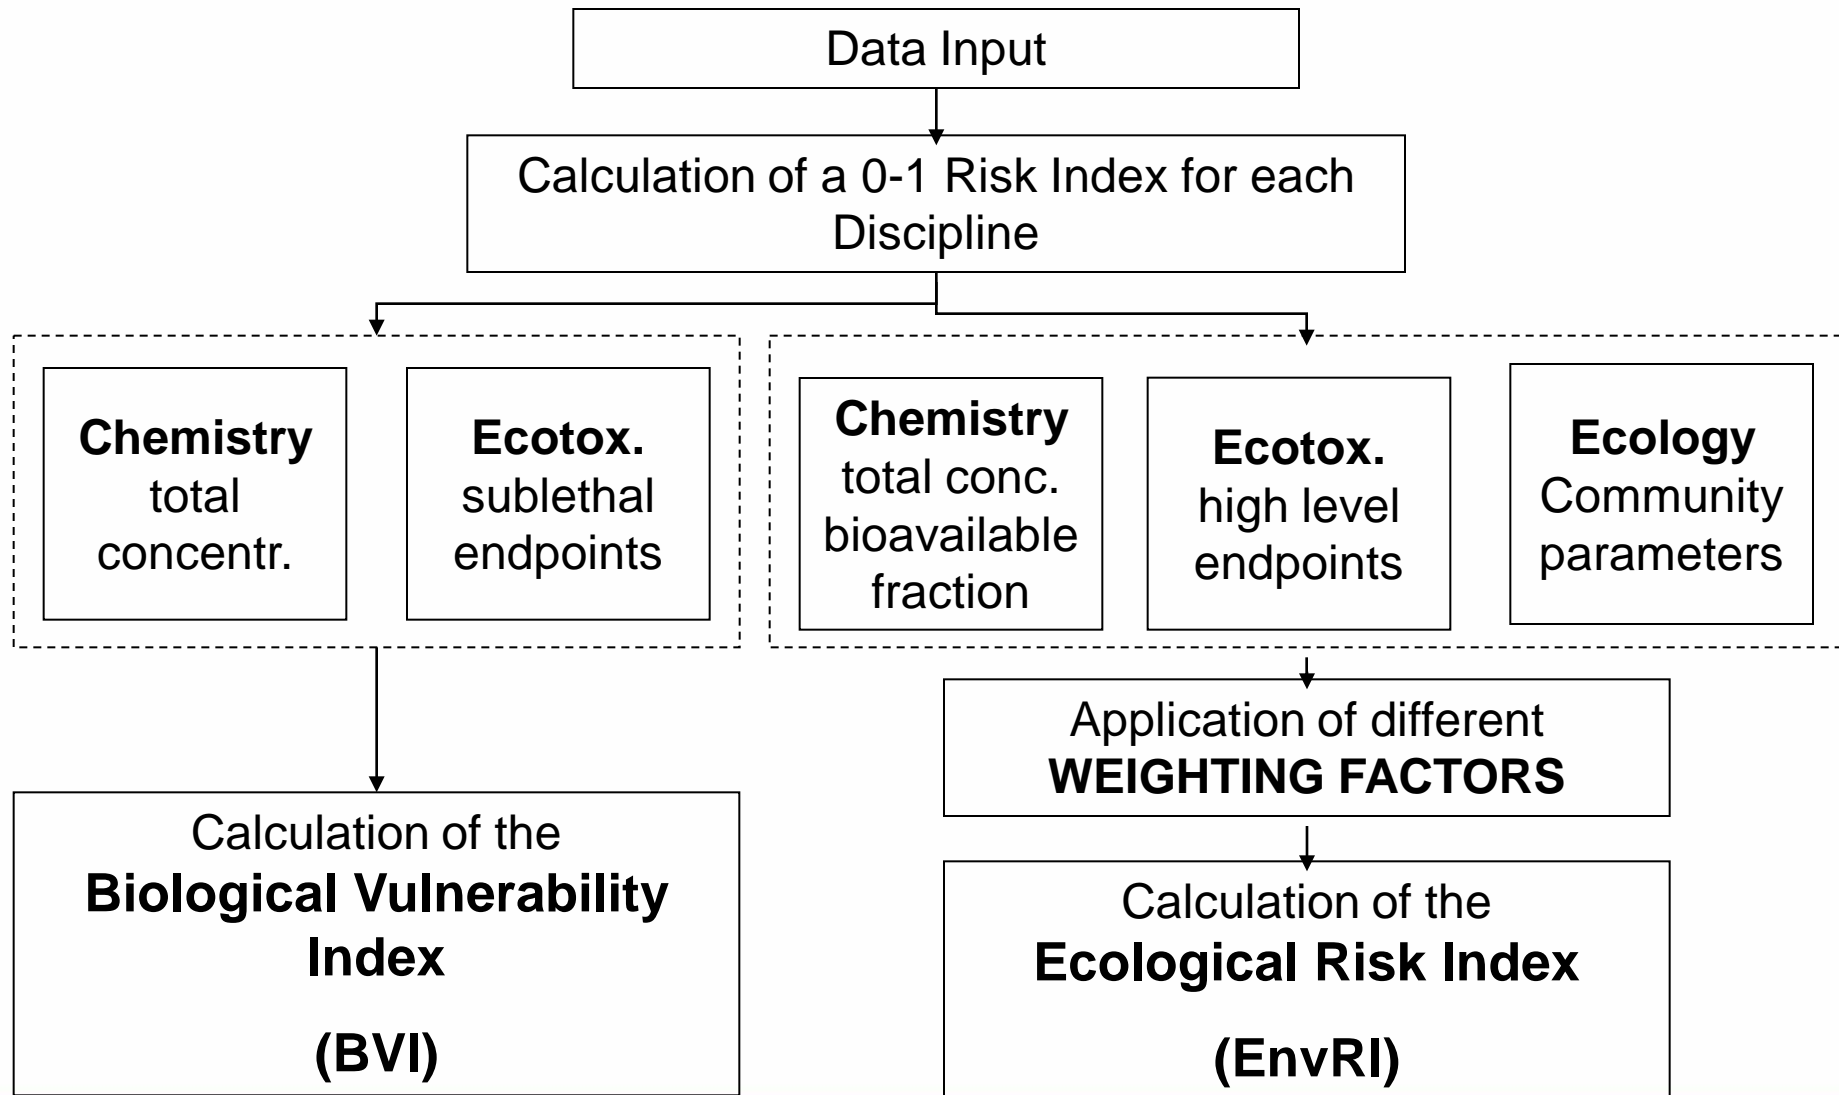 Data Input
Calculation of a 0-1 Risk Index for each
Discipline
Chemistry
total
concentr.
Ecotox.
sublethal
endpoints
Chemistry
total conc.
bioavailable
fraction
Ecotox.
high level
endpoints
Ecology
Community
parameters
Application of different
WEIGHTING FACTORS
Calculation of the
Biological Vulnerability
Index
(BVI)
Calculation of the
Ecological Risk Index
(EnvRI)